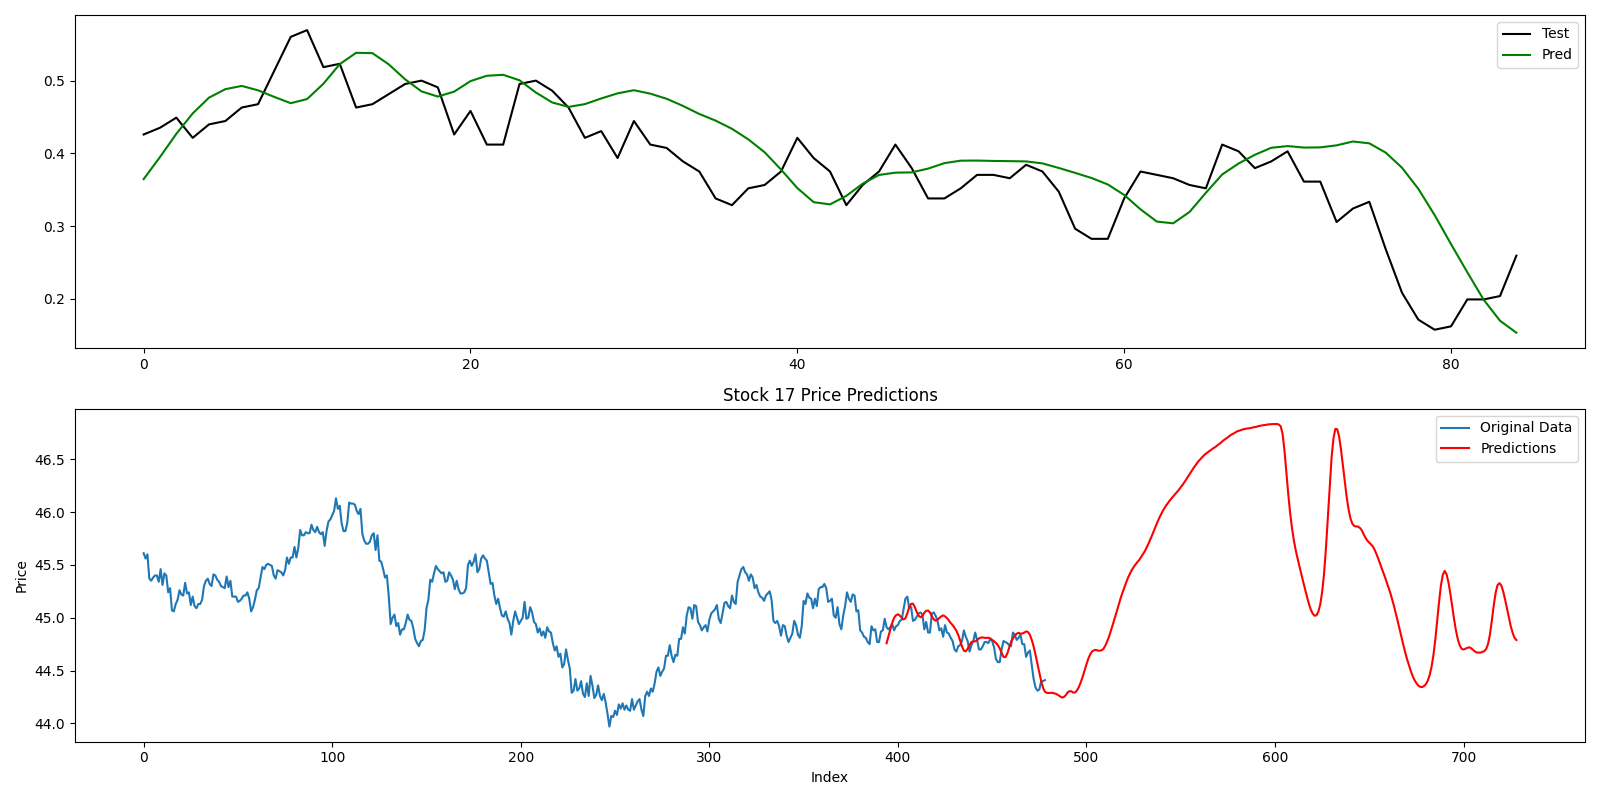 Test
Pred
0.5
0.4
0.3
0.2
0 20 40 60 80
Stock 17 Price Predictions
Original Data
Predictions
46.5
46.0
45.5
45.0
44.5
44.0
Price
0 100 200 300 400 500 600 700
Index